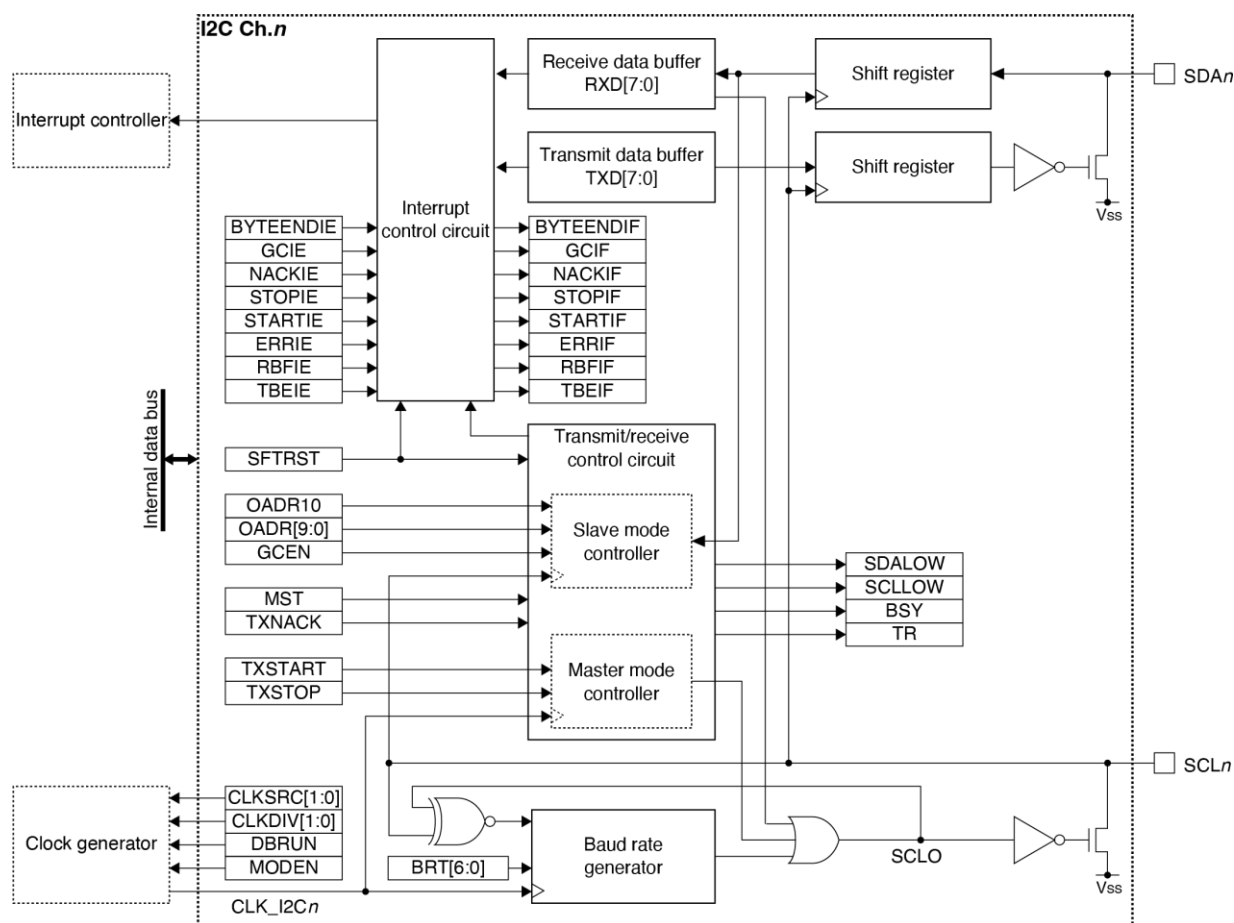 I2C Ch.n
Interrupt controller
Interrupt
control circuit
Receive data buffer
RXD[7:0]
Shift register
SDAn
Transmit data buffer
TXD[7:0]
Shift register
VSS
BYTEENDIE
GCIE
NACKIE
STOPIE
STARTIE
ERRIE
RBFIE
TBEIE
BYTEENDIF
GCIF
NACKIF
STOPIF
STARTIF
ERRIF
RBFIF
TBEIF
Internal data bus
SFTRST
OADR10
OADR[9:0]
GCEN
MST
TXNACK
TXSTART
TXSTOP
Transmit/receive
control circuit
Slave mode
controller
Master mode
controller
SDALOW
SCLLOW
BSY
TR
SCLn
Clock generator
CLKSRC[1:0]
CLKDIV[1:0]
DBRUN
MODEN
CLK_I2Cn
BRT[6:0]
Baud rate
generator
SCLO
VSS